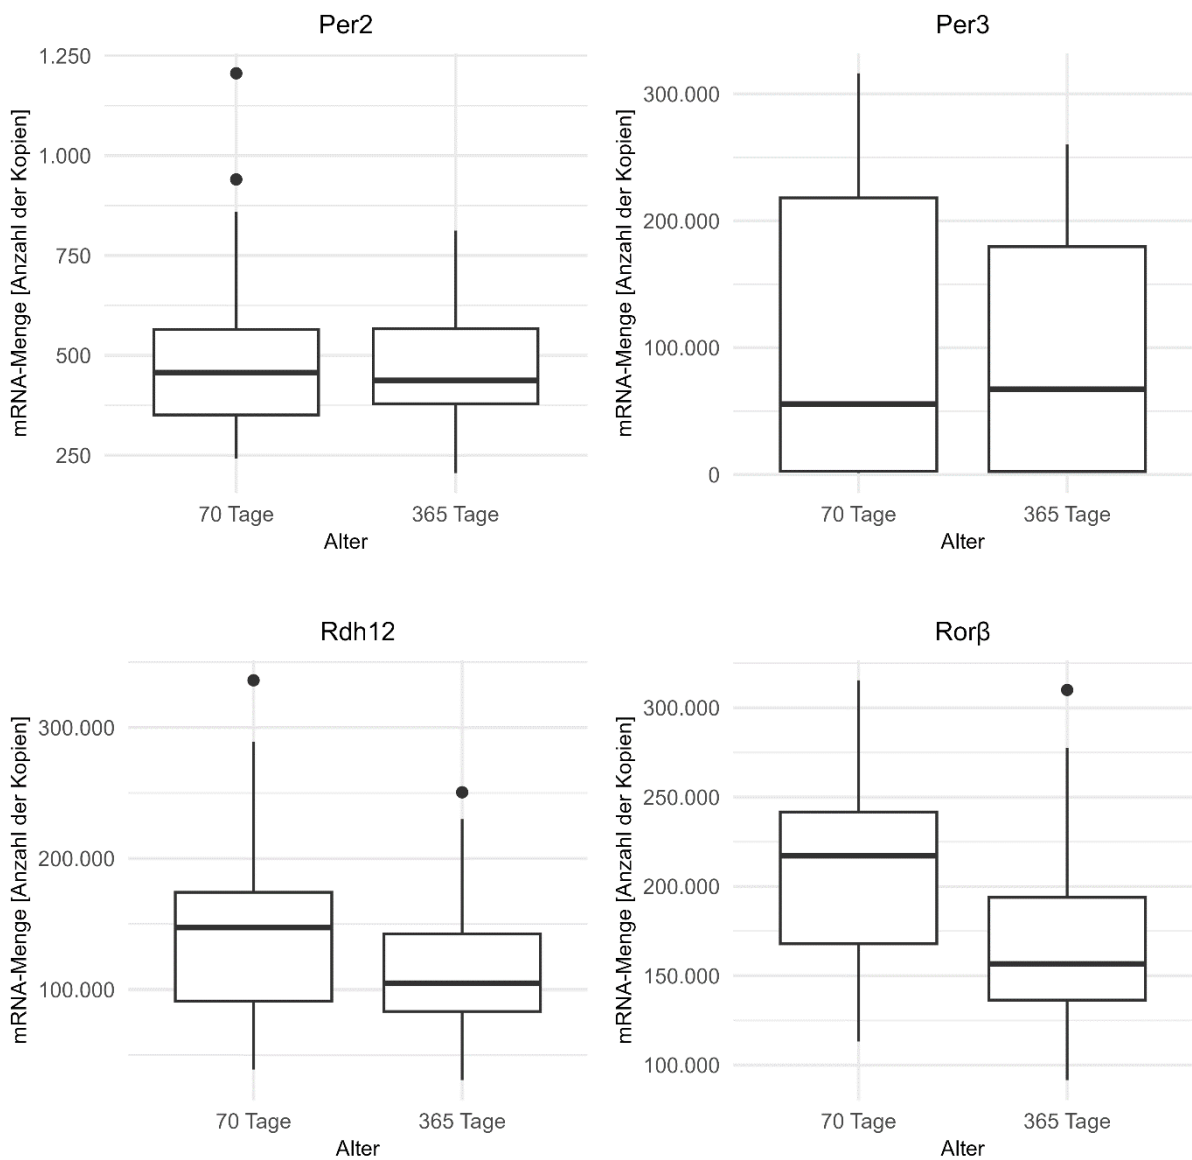 Per2
mRNA-Menge [Anzahl der Kopien]
1.250
1.000
750
500
250
70 Tage
365 Tage
Alter
Per3
mRNA-Menge [Anzahl der Kopien]
300.000
200.000
100.000
0
70 Tage
365 Tage
Alter
Rdh12
mRNA-Menge [Anzahl der Kopien]
300.000
200.000
100.000
70 Tage
365 Tage
Alter
Rorβ
mRNA-Menge [Anzahl der Kopien]
300.000
250.000
200.000
150.000
100.000
70 Tage
365 Tage
Alter